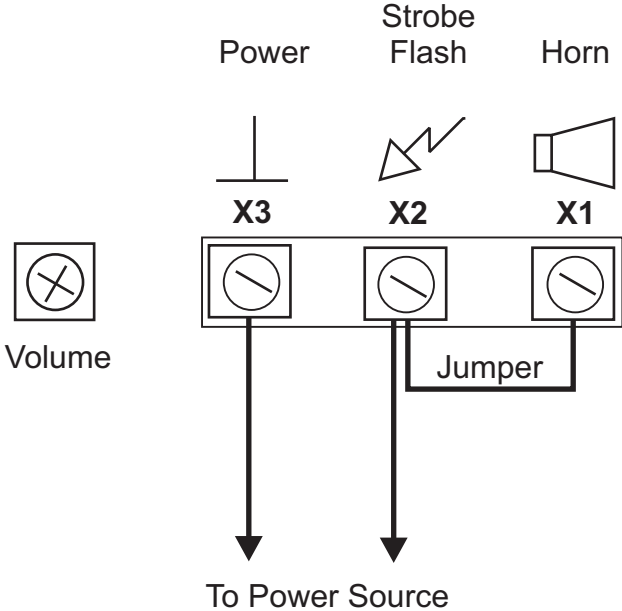 Strobe
Power Flash Horn
X3 X2 X1
Volume
Jumper
To Power Source